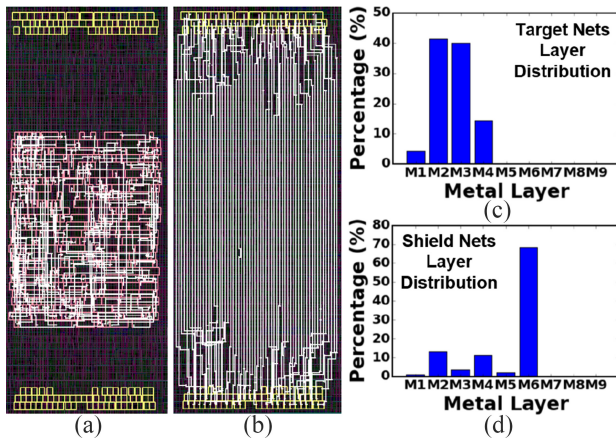 50
40
30
20
10
0
Percentage (%)
Target Nets
Layer
Distribution
M1 M2 M3 M4 M5 M6 M7 M8 M9
Metal Layer
(c)
80
70
60
50
40
30
20
10
0
Percentage (%)
Shield Nets
Layer
Distribution
M1 M2 M3 M4 M5 M6 M7 M8 M9
Metal Layer
(a)
(b)
(d)